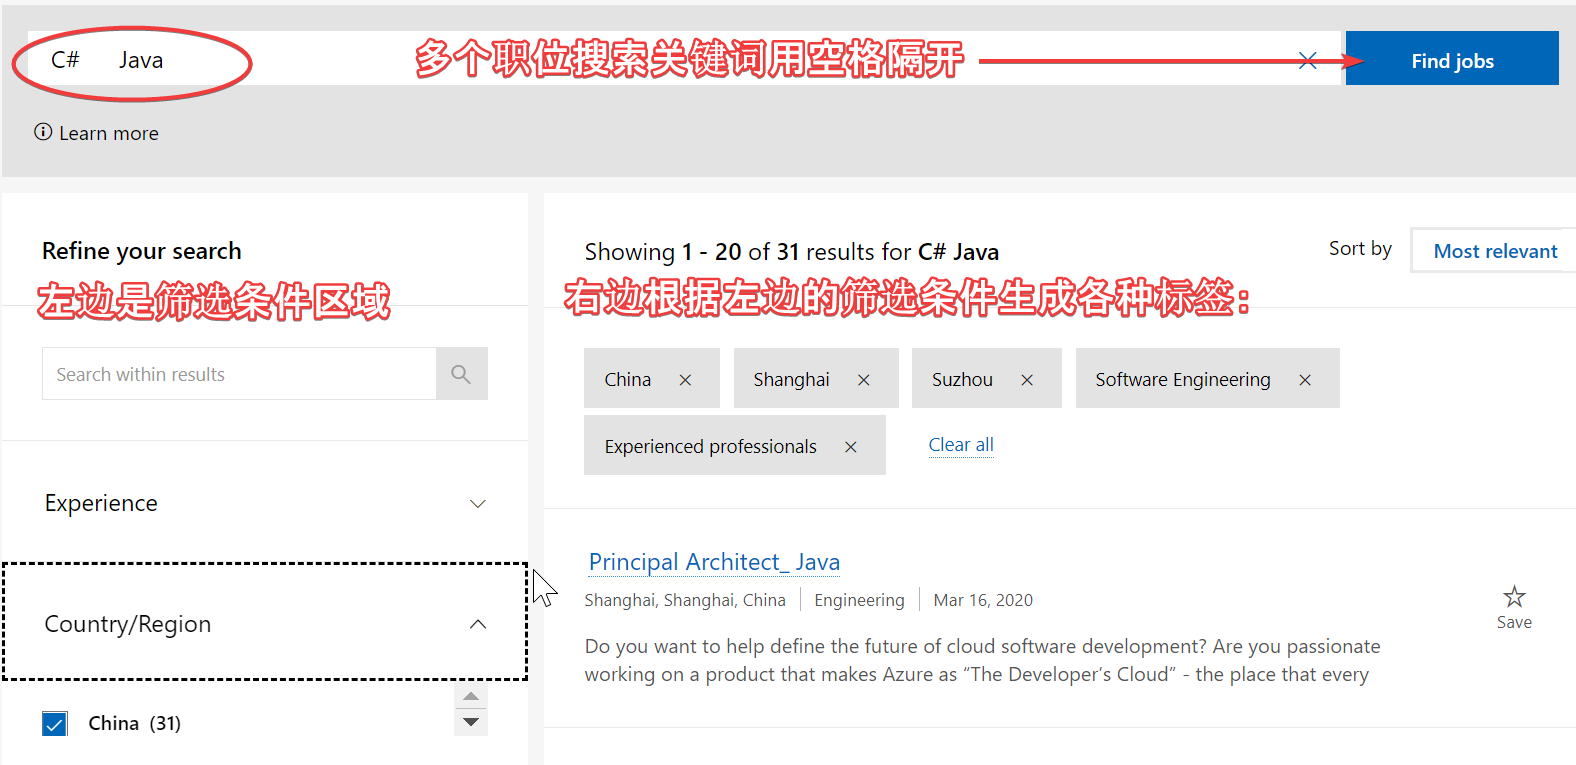 C# Java
多个职位搜索关键词用空格隔开
Find jobs
Learn more
Refine your search
左边是筛选条件区域
Search within results
Experience
Country/Region
China (31)
Showing 1 - 20 of 31 results for C# Java
Sort by
Most relevant
右边根据左边的筛选条件生成各种标签：
China
Shanghai
Suzhou
Software Engineering
Experienced professionals
Clear all
Principal Architect_ Java
Shanghai, Shanghai, China
Engineering
Mar 16, 2020
Do you want to help define the future of cloud software development? Are you passionate
working on a product that makes Azure as “The Developer’s Cloud” - the place that every
Save